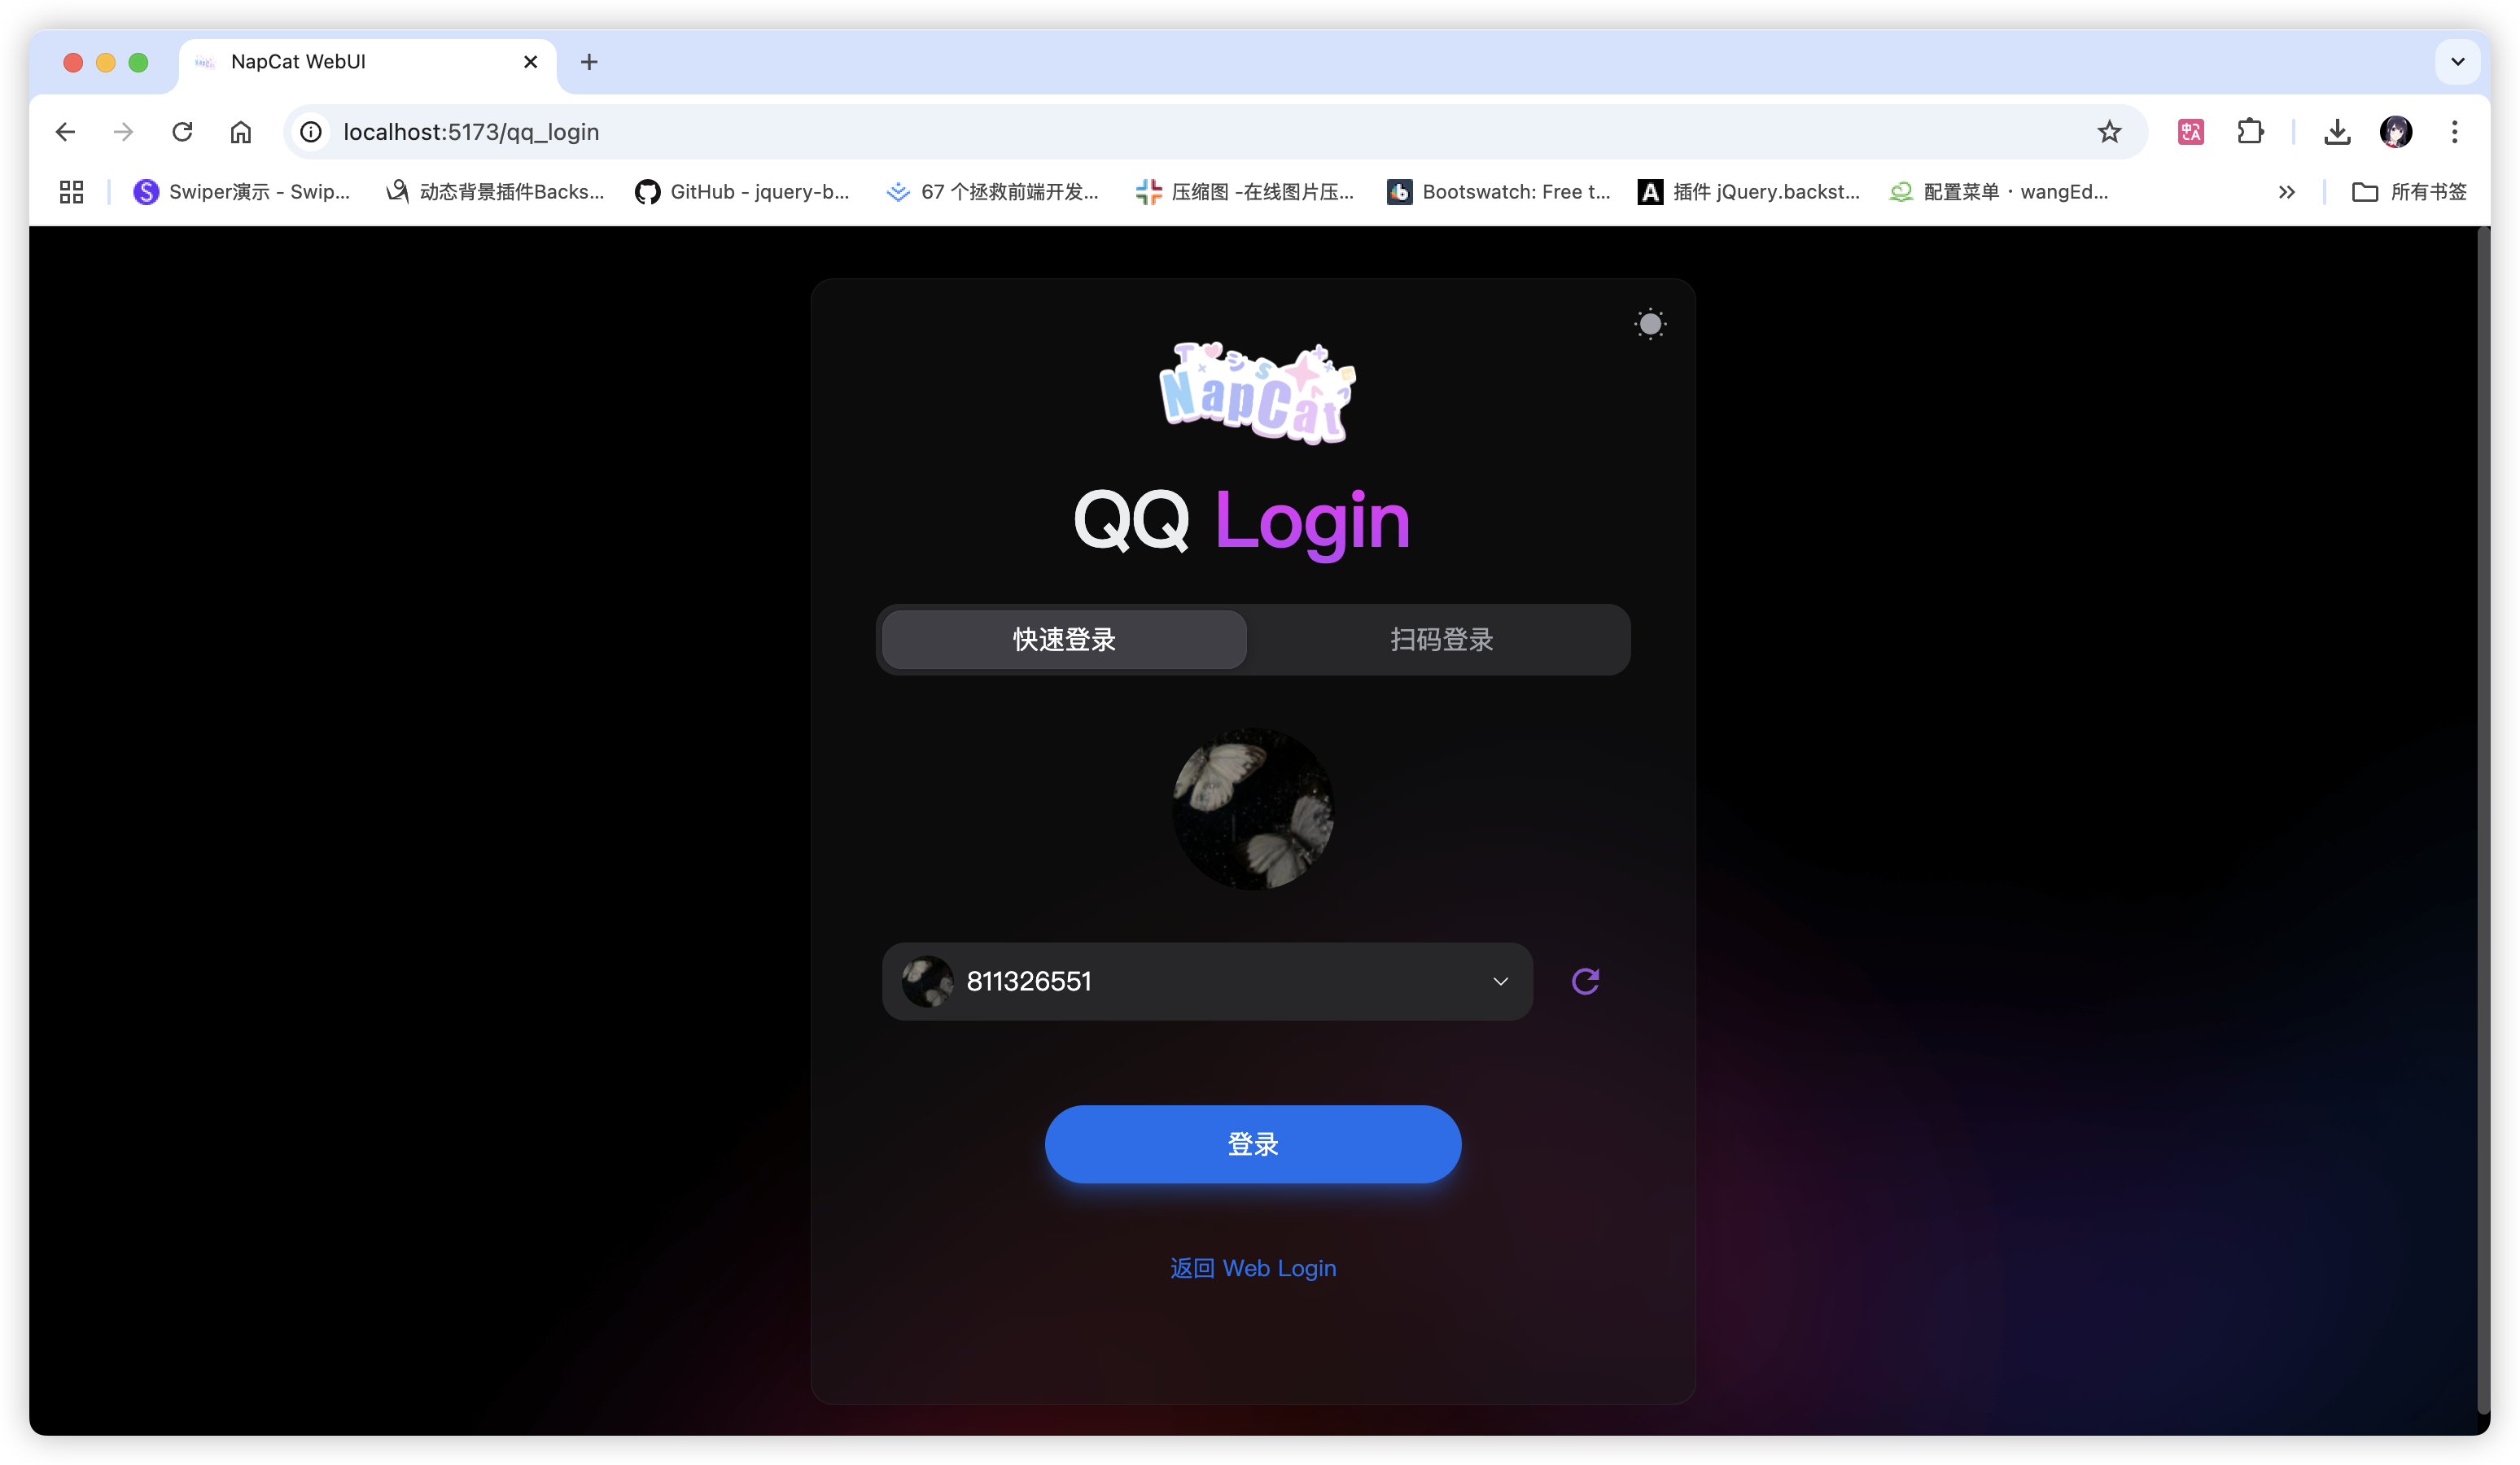 NapCat WebUI
localhost:5173/qq_login
Swiper演示 - Swip... 动态背景插件Backs... GitHub - jquery-b... 67 个拯救前端开发... 压缩图 -在线图片压... Bootswatch: Free t... 插件 jQuery.backst... 配置菜单 · wangEd... 所有书签
NapCat
QQ Login
快速登录 扫码登录
811326551
登录
返回 Web Login